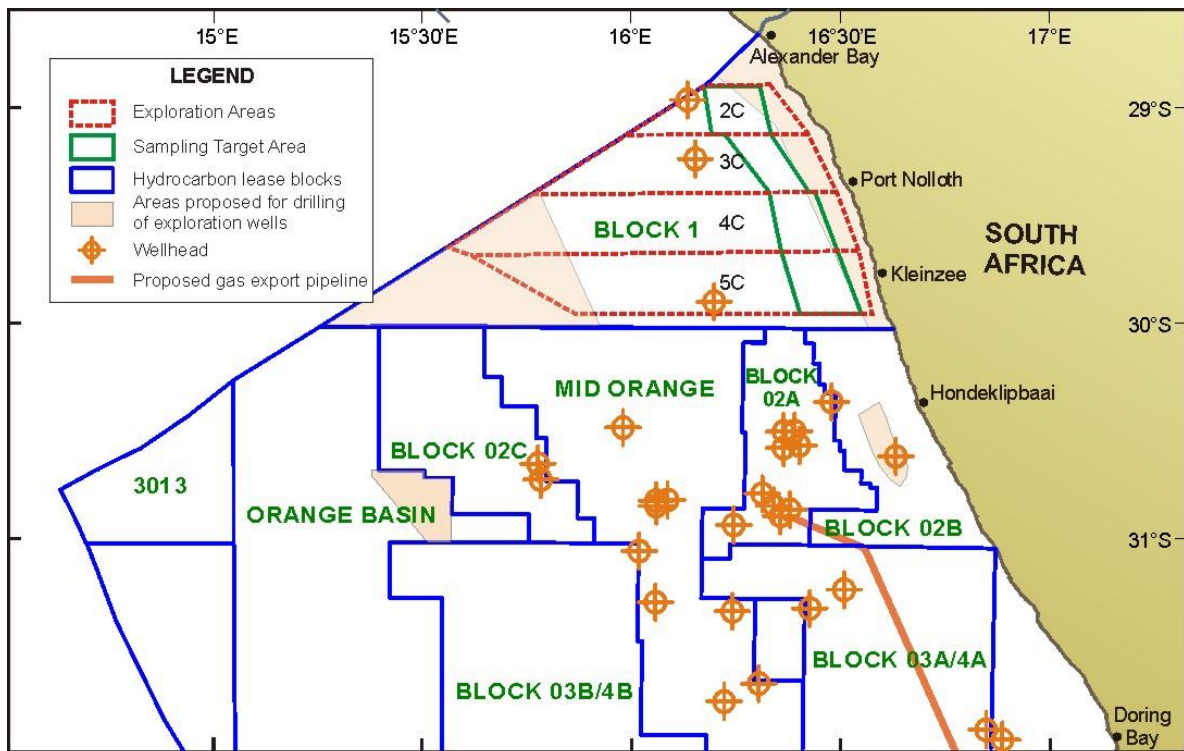 15°E
15°30'E
16°E
16°30'E
17°E
Alexander Bay
LEGEND
Exploration Areas
Sampling Target Area
Hydrocarbon lease blocks
Areas proposed for drilling
of exploration wells
Wellhead
Proposed gas export pipeline
2C
29°S
3C
Port Nolloth
BLOCK 1
4C
SOUTH
AFRICA
Kleinzee
5C
30°S
MID ORANGE
BLOCK
02A
Hondeklipbaai
BLOCK 02C
3013
ORANGE BASIN
BLOCK 02B
31°S
BLOCK 03A/4A
BLOCK 03B/4B
Doring
Bay